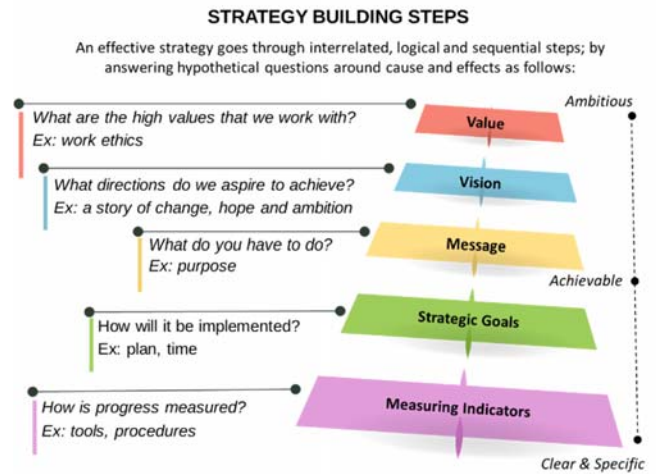 STRATEGY BUILDING STEPS
An effective strategy goes through interrelated, logical and sequential steps; by
answering hypothetical questions around cause and effects as follows:
Ambitious
What are the high values that we work with?
Ex: work ethics
Value
What directions do we aspire to achieve?
Ex: a story of change, hope and ambition
Vision
What do you have to do?
Ex: purpose
Message
Achievable
How will it be implemented?
Ex: plan, time
Strategic Goals
How is progress measured?
Ex: tools, procedures
Measuring Indicators
Clear & Specific